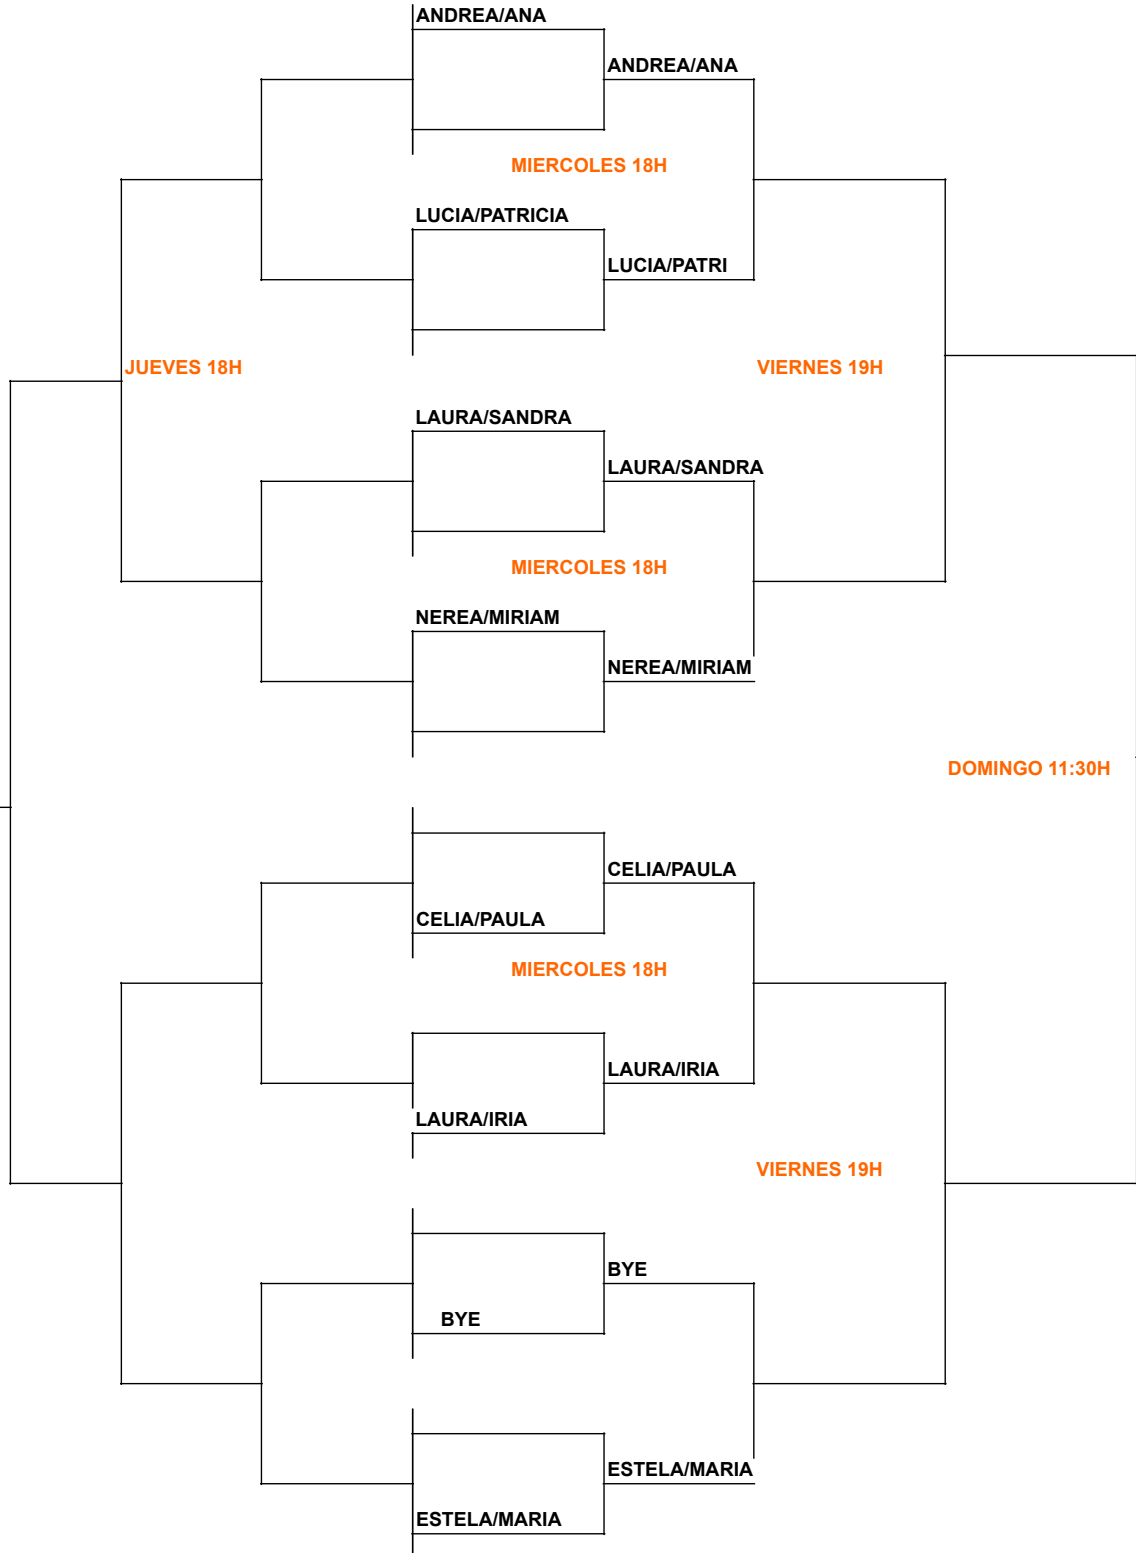 ANDREA/ANA
ANDREA/ANA
MIERCOLES 18H
LUCIA/PATRICIA
LUCIA/PATRI
JUEVES 18H
VIERNES 19H
LAURA/SANDRA
LAURA/SANDRA
MIERCOLES 18H
NEREA/MIRIAM
NEREA/MIRIAM
DOMINGO 11:30H
CELIA/PAULA
CELIA/PAULA
MIERCOLES 18H
LAURA/IRIA
LAURA/IRIA
VIERNES 19H
BYE
BYE
ESTELA/MARIA
ESTELA/MARIA